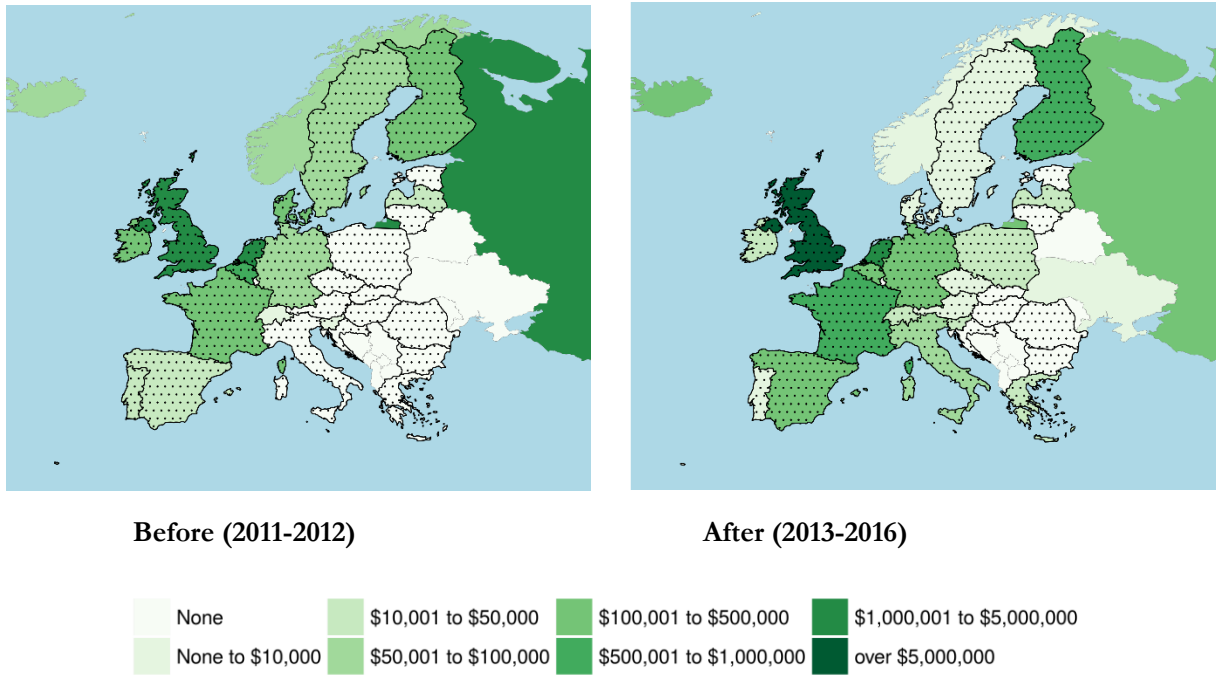 Before (2011-2012) After (2013-2016)
None $10,001 to $50,000 $100,001 to $500,000 $1,000,001 to $5,000,000
None to $10,000 $50,001 to $100,000 $500,001 to $1,000,000 over $5,000,000